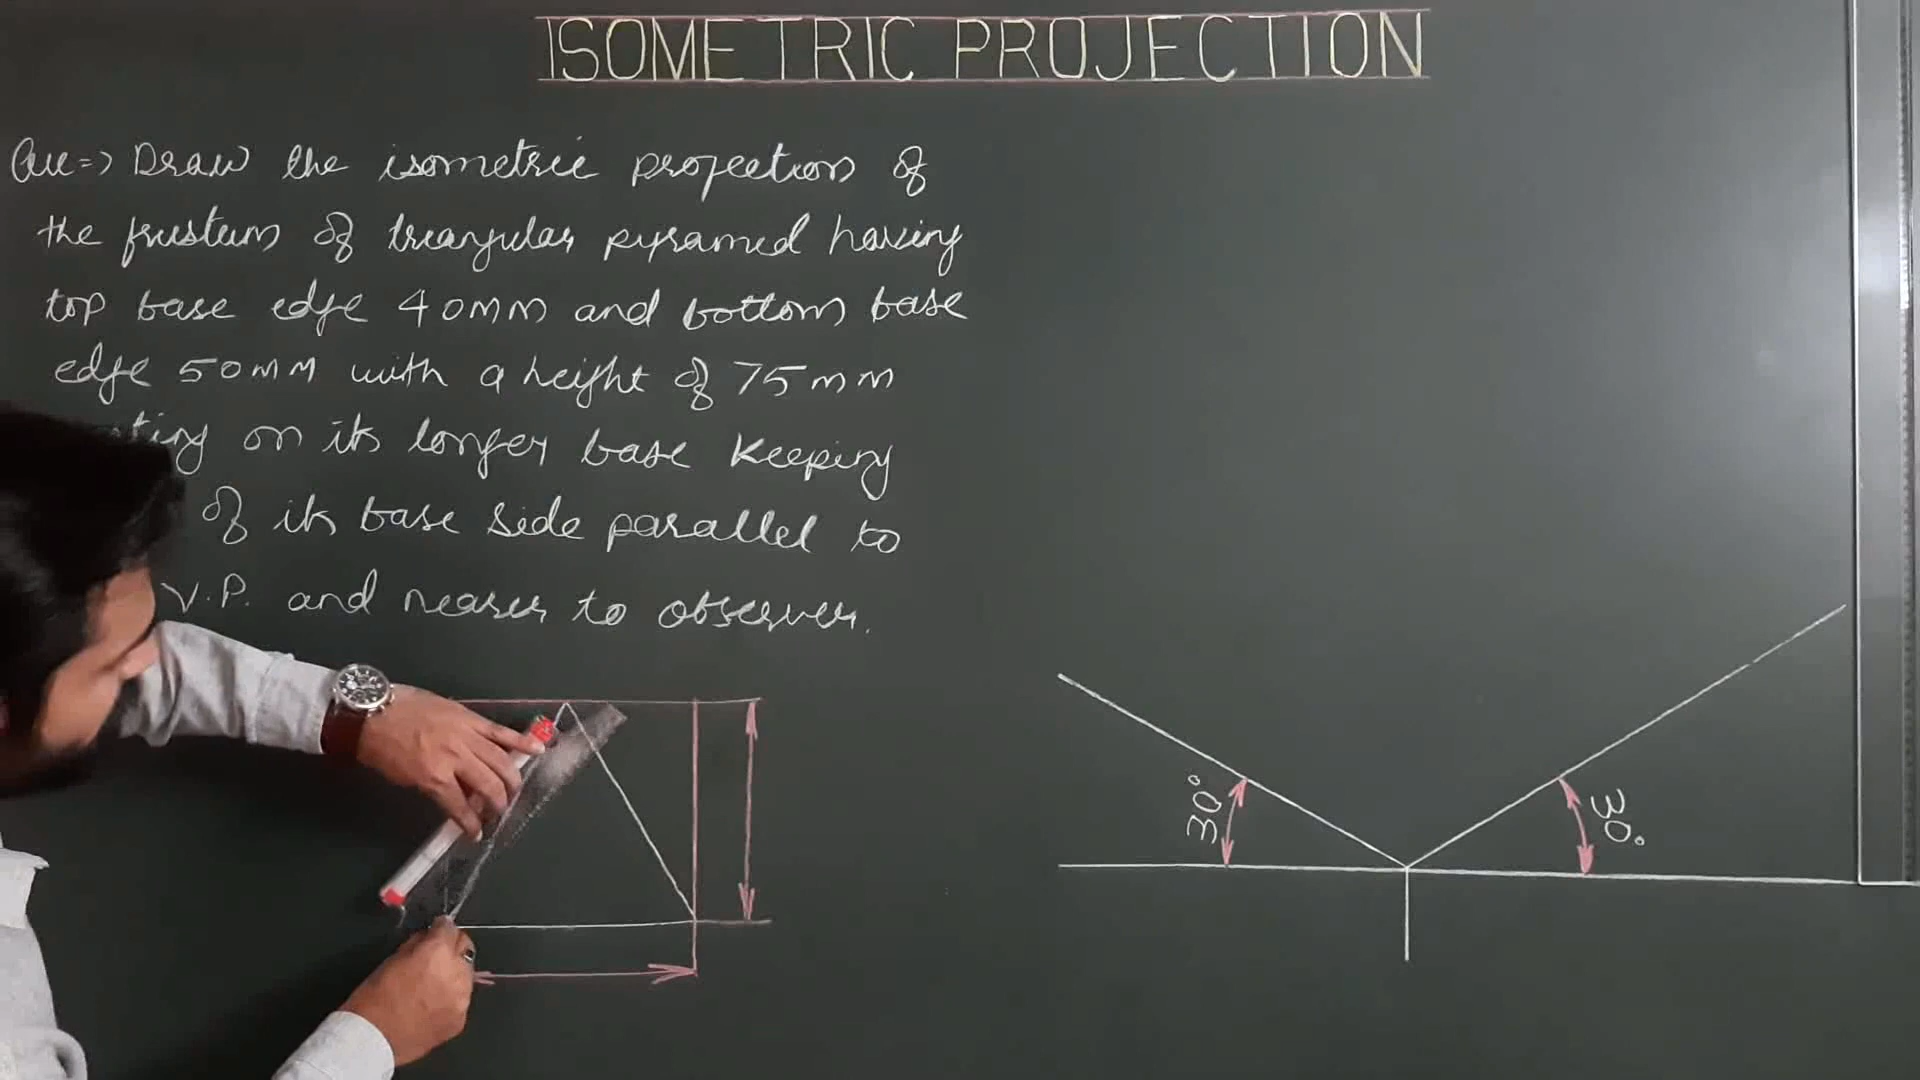 ISOMETRIC PROJECTION
Que=> Draw the isometric projection of
the frustum of triangular pyramid having
top base edge 40MM and bottom base
edge 50MM with a height of 75mm
on its longer base Keeping
of its base side parallel to
V.P. and nearer to observer.
30°
30°